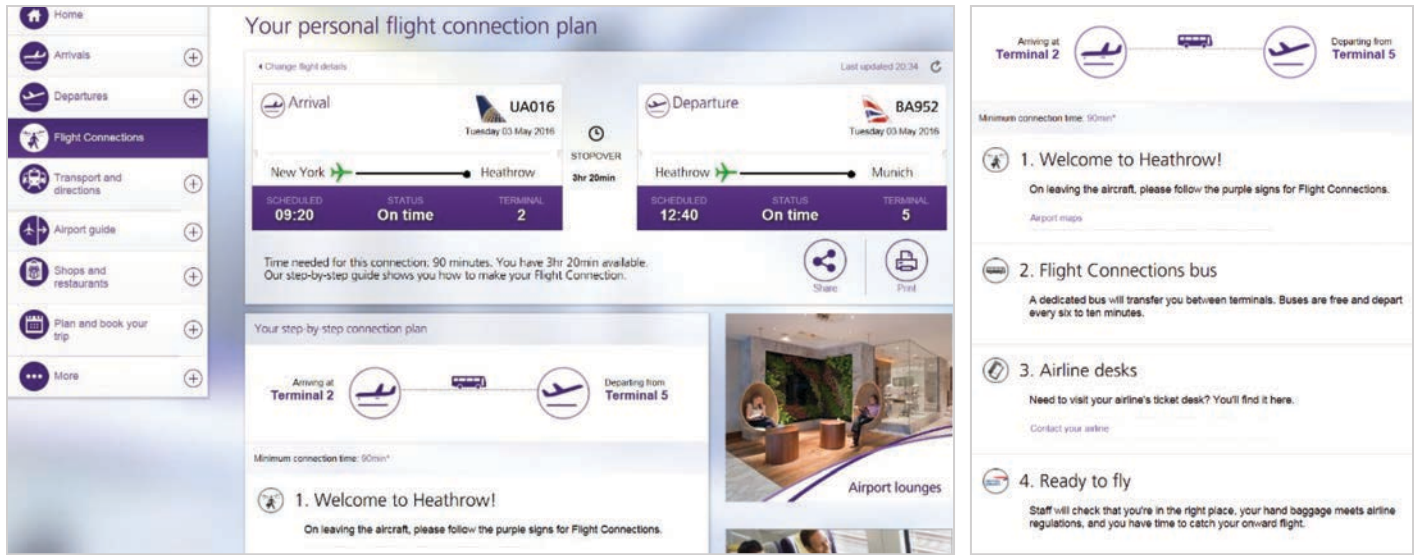 Home
Arrivals
Departures
Flight Connections
Transport and
directions
Airport guide
Shops and
restaurants
Plan and book your
trip
More
Your personal flight connection plan
Change flight details
Last updated 20:34
Arrival
UA016
Tuesday 03 May 2016
New York
Heathrow
SCHEDULED
STATUS
TERMINAL
09:20
On time
2
STOPOVER
3hr 20min
Departure
BA952
Tuesday 03 May 2016
Heathrow
Munich
SCHEDULED
STATUS
TERMINAL
12:40
On time
5
Time needed for this connection: 90 minutes. You have 3hr 20min available.
Our step-by-step guide shows you how to make your Flight Connection.
Share
Print
Your step-by-step connection plan
Arriving at
Terminal 2
Departing from
Terminal 5
Minimum connection time: 90min*
1. Welcome to Heathrow!
On leaving the aircraft, please follow the purple signs for Flight Connections.
Airport lounges
Arriving at
Terminal 2
Departing from
Terminal 5
Minimum connection time: 90min*
1. Welcome to Heathrow!
On leaving the aircraft, please follow the purple signs for Flight Connections.
Airport maps
2. Flight Connections bus
A dedicated bus will transfer you between terminals. Buses are free and depart
every six to ten minutes.
3. Airline desks
Need to visit your airline's ticket desk? You'll find it here.
Contact your airline
4. Ready to fly
Staff will check that you're in the right place, your hand baggage meets airline
regulations, and you have time to catch your onward flight.